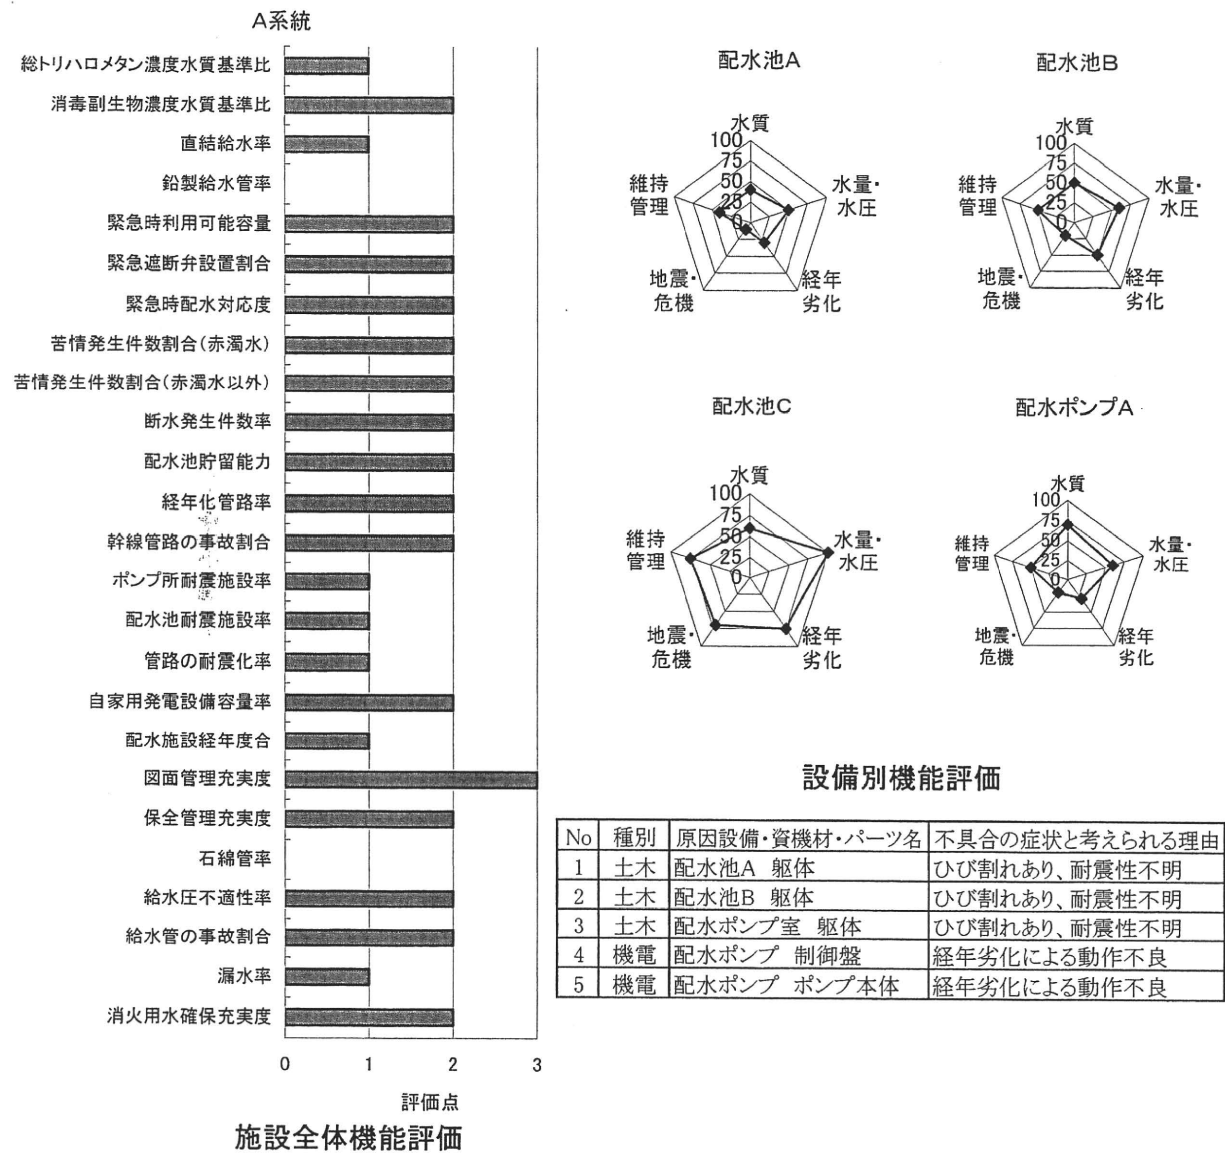 A系統
総トリハロメタン濃度水質基準比
消毒副生物濃度水質基準比
直結給水率
鉛製給水管率
緊急時利用可能容量
緊急遮断弁設置割合
緊急時配水対応度
苦情発生件数割合(赤濁水)
苦情発生件数割合(赤濁水以外)
断水発生件数率
配水池貯留能力
経年化管路率
幹線管路の事故割合
ポンプ所耐震施設率
配水池耐震施設率
管路の耐震化率
自家用発電設備容量率
配水施設経年度合
図面管理充実度
保全管理充実度
石綿管率
給水圧不適性率
給水管の事故割合
漏水率
消火用水確保充実度
0 1 2 3
評価点
施設全体機能評価
配水池A
水質
100
75
50
25
0
水量・
水圧
経年
劣化
地震・
危機
維持
管理
配水池B
水質
100
75
50
25
0
水量・
水圧
経年
劣化
地震・
危機
維持
管理
配水池C
水質
100
75
50
25
0
水量・
水圧
経年
劣化
地震・
危機
維持
管理
配水ポンプA
水質
100
75
50
25
0
水量・
水圧
経年
劣化
地震・
危機
維持
管理
設備別機能評価
No 種別 原因設備・資機材・パーツ名 不具合の症状と考えられる理由
1 土木 配水池A 躯体 ひび割れあり、耐震性不明
2 土木 配水池B 躯体 ひび割れあり、耐震性不明
3 土木 配水ポンプ室 躯体 ひび割れあり、耐震性不明
4 機電 配水ポンプ 制御盤 経年劣化による動作不良
5 機電 配水ポンプ ポンプ本体 経年劣化による動作不良